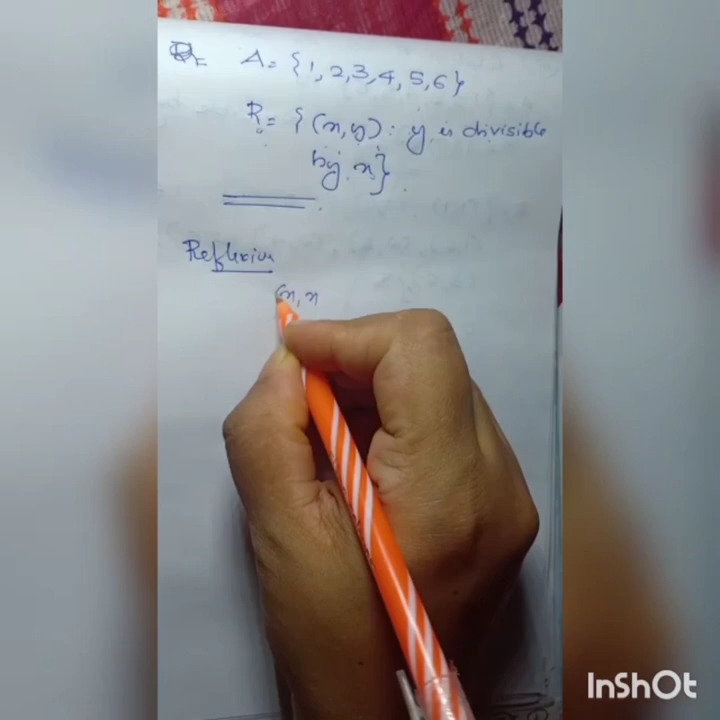 Q= A= {1,2,3,4,5,6}
R= {(x,y): y is divisible
by x}
Reflexive
(x,x
InShOt